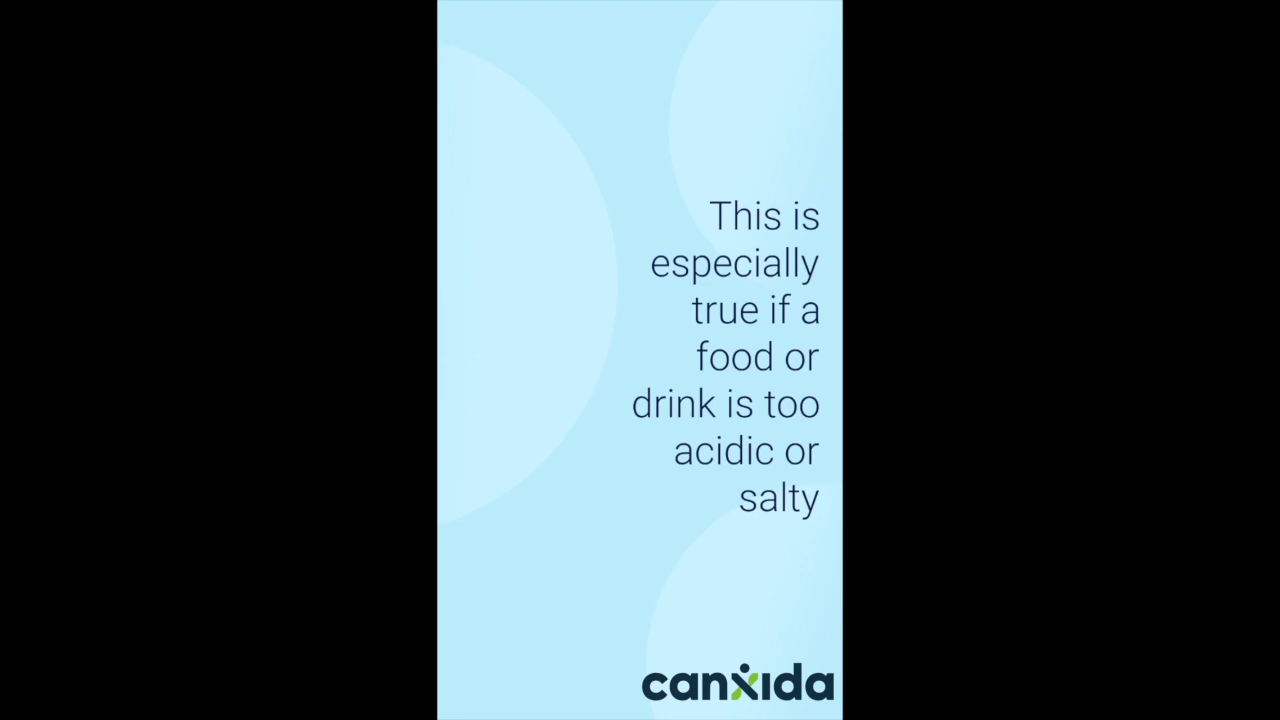 This is
especially
true if a
food or
drink is too
acidic or
salty
canxida